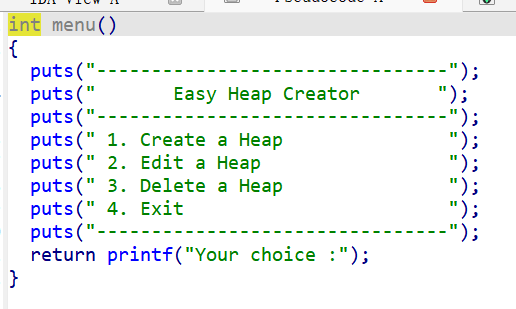 IDA View-A Pseudocode-A
int menu()
{
  puts("--------------------------------");
  puts("       Easy Heap Creator       ");
  puts("--------------------------------");
  puts(" 1. Create a Heap               ");
  puts(" 2. Edit a Heap                 ");
  puts(" 3. Delete a Heap               ");
  puts(" 4. Exit                        ");
  puts("--------------------------------");
  return printf("Your choice :");
}